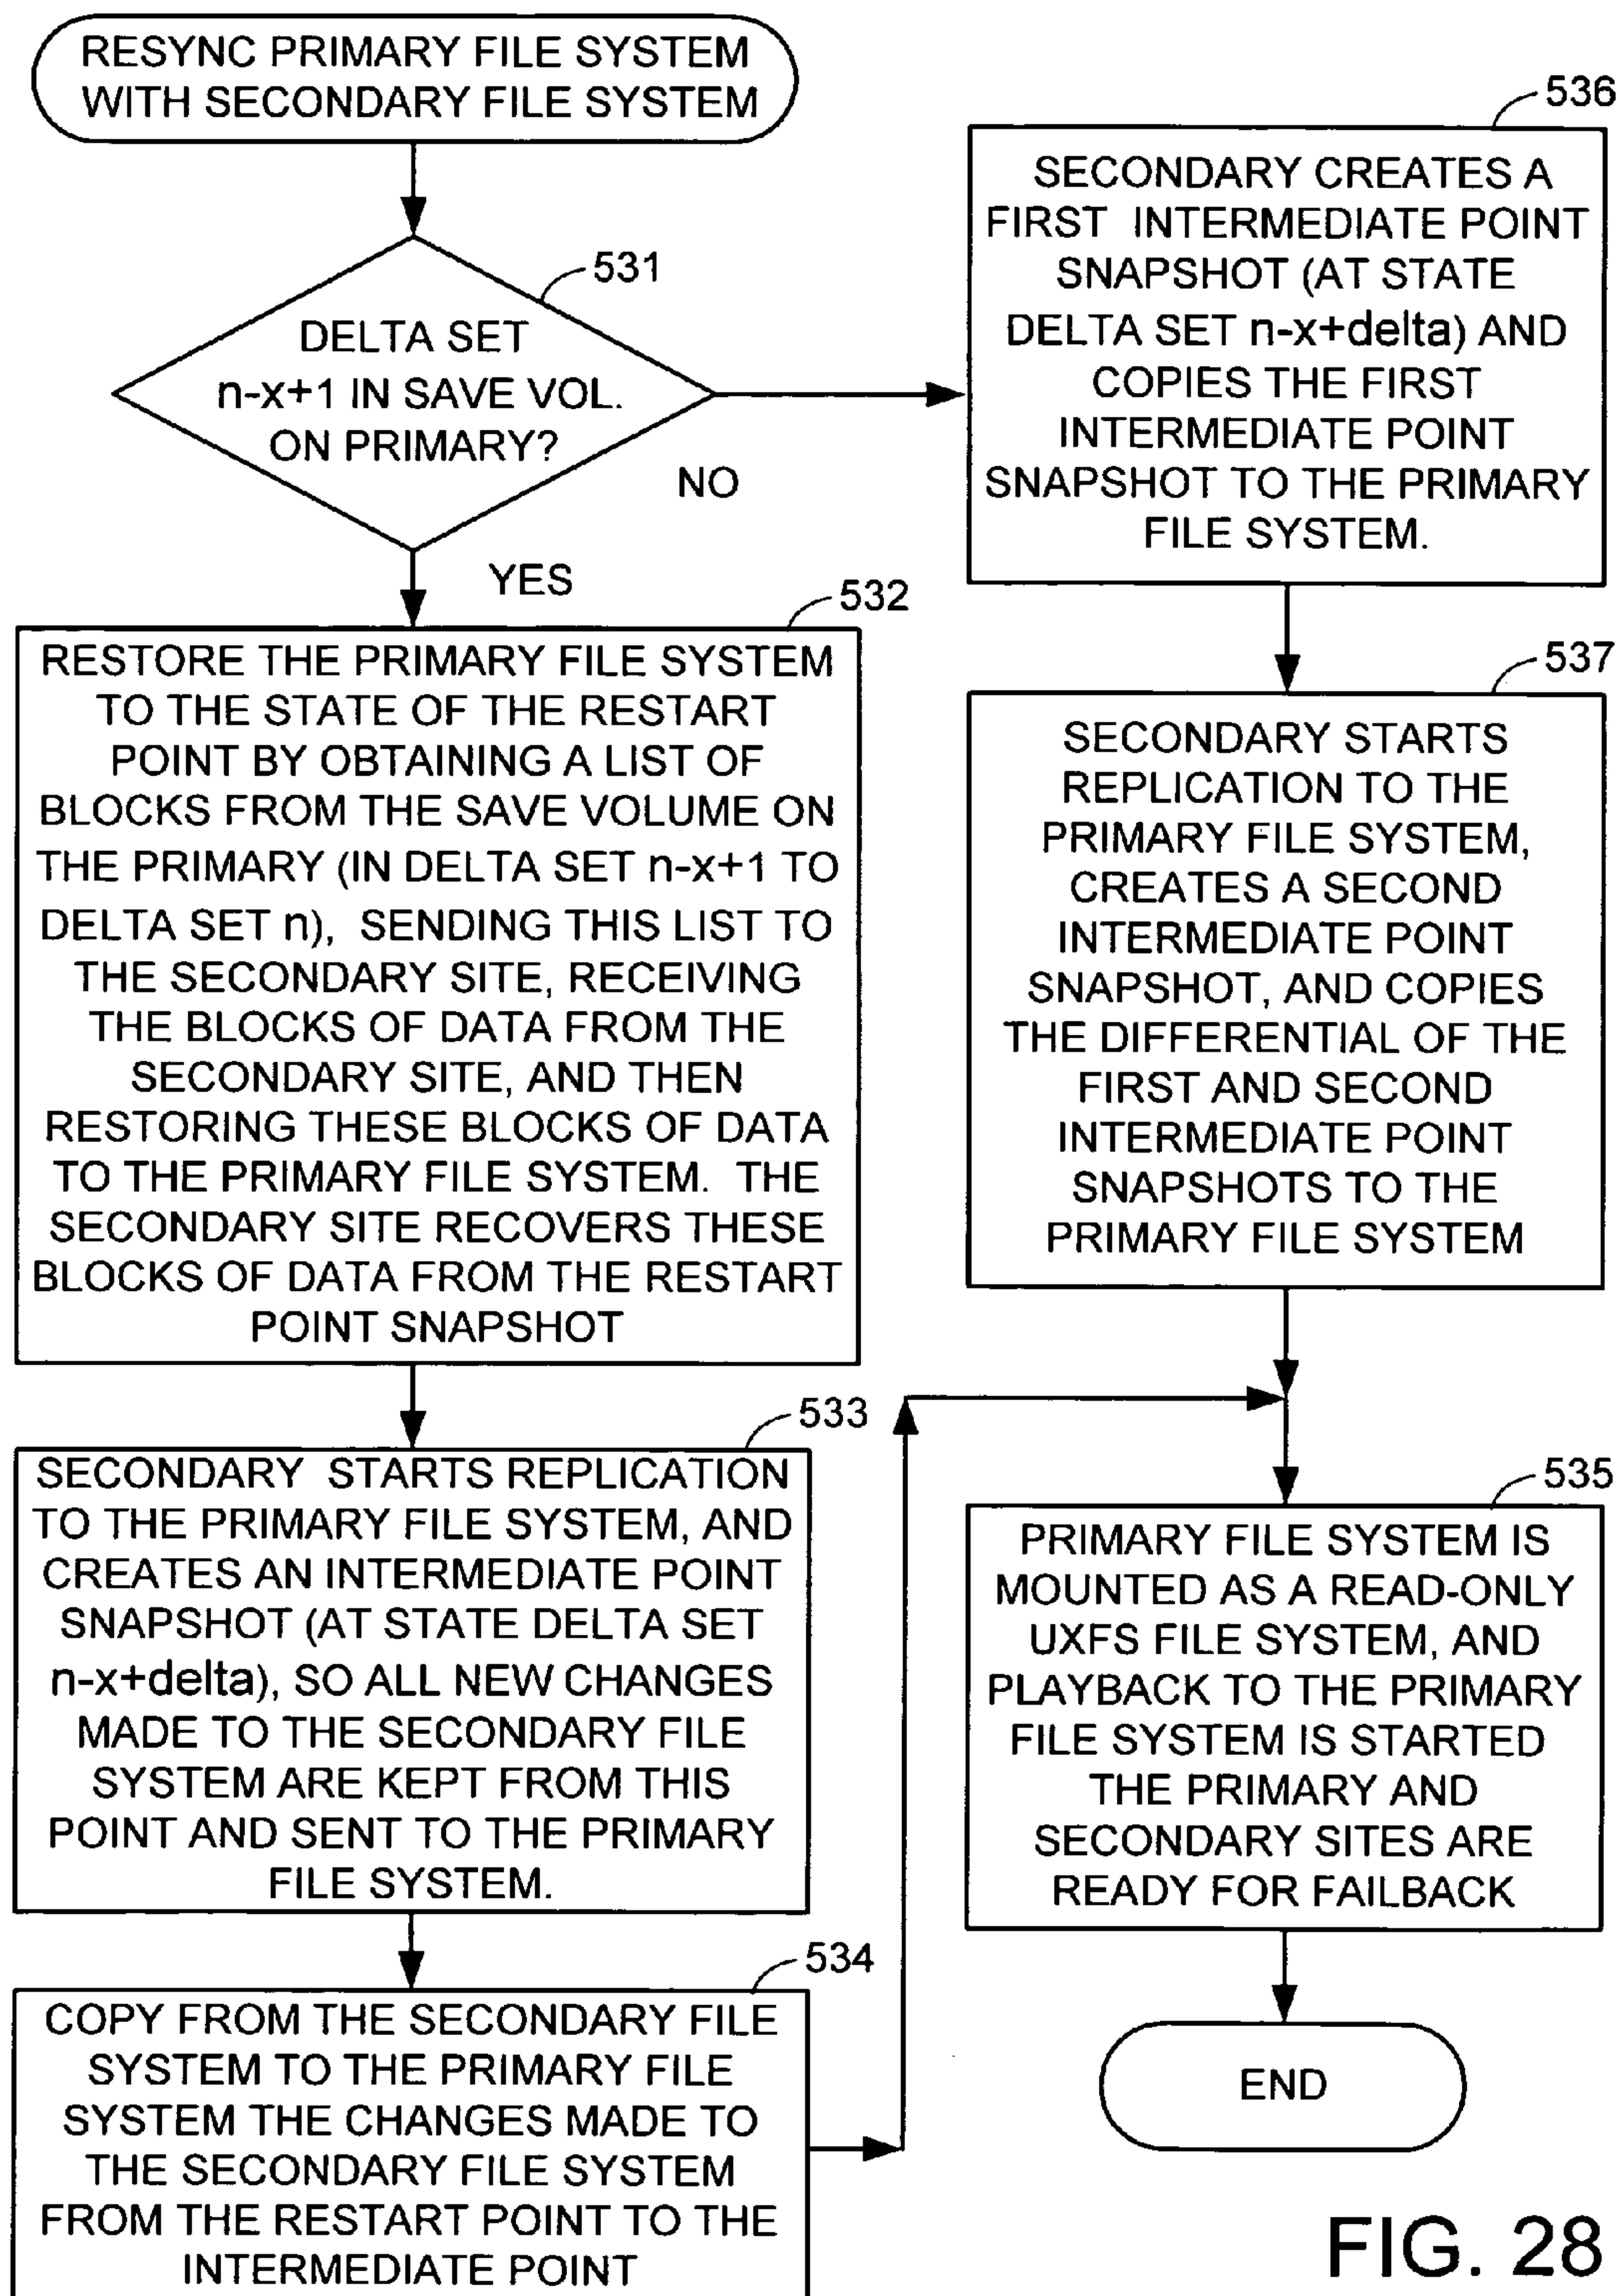 RESYNC PRIMARY FILE SYSTEM
WITH SECONDARY FILE SYSTEM
531
DELTA SET
n-x+1 IN SAVE VOL.
ON PRIMARY?
NO
YES
532
RESTORE THE PRIMARY FILE SYSTEM
TO THE STATE OF THE RESTART
POINT BY OBTAINING A LIST OF
BLOCKS FROM THE SAVE VOLUME ON
THE PRIMARY (IN DELTA SET n-x+1 TO
DELTA SET n), SENDING THIS LIST TO
THE SECONDARY SITE, RECEIVING
THE BLOCKS OF DATA FROM THE
SECONDARY SITE, AND THEN
RESTORING THESE BLOCKS OF DATA
TO THE PRIMARY FILE SYSTEM. THE
SECONDARY SITE RECOVERS THESE
BLOCKS OF DATA FROM THE RESTART
POINT SNAPSHOT
533
SECONDARY STARTS REPLICATION
TO THE PRIMARY FILE SYSTEM, AND
CREATES AN INTERMEDIATE POINT
SNAPSHOT (AT STATE DELTA SET
n-x+delta), SO ALL NEW CHANGES
MADE TO THE SECONDARY FILE
SYSTEM ARE KEPT FROM THIS
POINT AND SENT TO THE PRIMARY
FILE SYSTEM.
534
COPY FROM THE SECONDARY FILE
SYSTEM TO THE PRIMARY FILE
SYSTEM THE CHANGES MADE TO
THE SECONDARY FILE SYSTEM
FROM THE RESTART POINT TO THE
INTERMEDIATE POINT
536
SECONDARY CREATES A
FIRST INTERMEDIATE POINT
SNAPSHOT (AT STATE
DELTA SET n-x+delta) AND
COPIES THE FIRST
INTERMEDIATE POINT
SNAPSHOT TO THE PRIMARY
FILE SYSTEM.
537
SECONDARY STARTS
REPLICATION TO THE
PRIMARY FILE SYSTEM,
CREATES A SECOND
INTERMEDIATE POINT
SNAPSHOT, AND COPIES
THE DIFFERENTIAL OF THE
FIRST AND SECOND
INTERMEDIATE POINT
SNAPSHOTS TO THE
PRIMARY FILE SYSTEM
535
PRIMARY FILE SYSTEM IS
MOUNTED AS A READ-ONLY
UXFS FILE SYSTEM, AND
PLAYBACK TO THE PRIMARY
FILE SYSTEM IS STARTED
THE PRIMARY AND
SECONDARY SITES ARE
READY FOR FAILBACK
END
FIG. 28